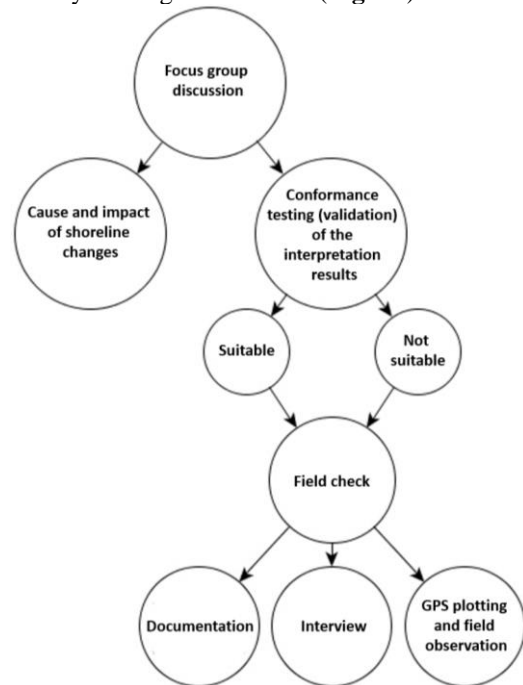 Focus group
discussion
Cause and impact
of shoreline
changes
Conformance
testing (validation)
of the
interpretation
results
Suitable
Not
suitable
Field check
Documentation
Interview
GPS plotting
and field
observation